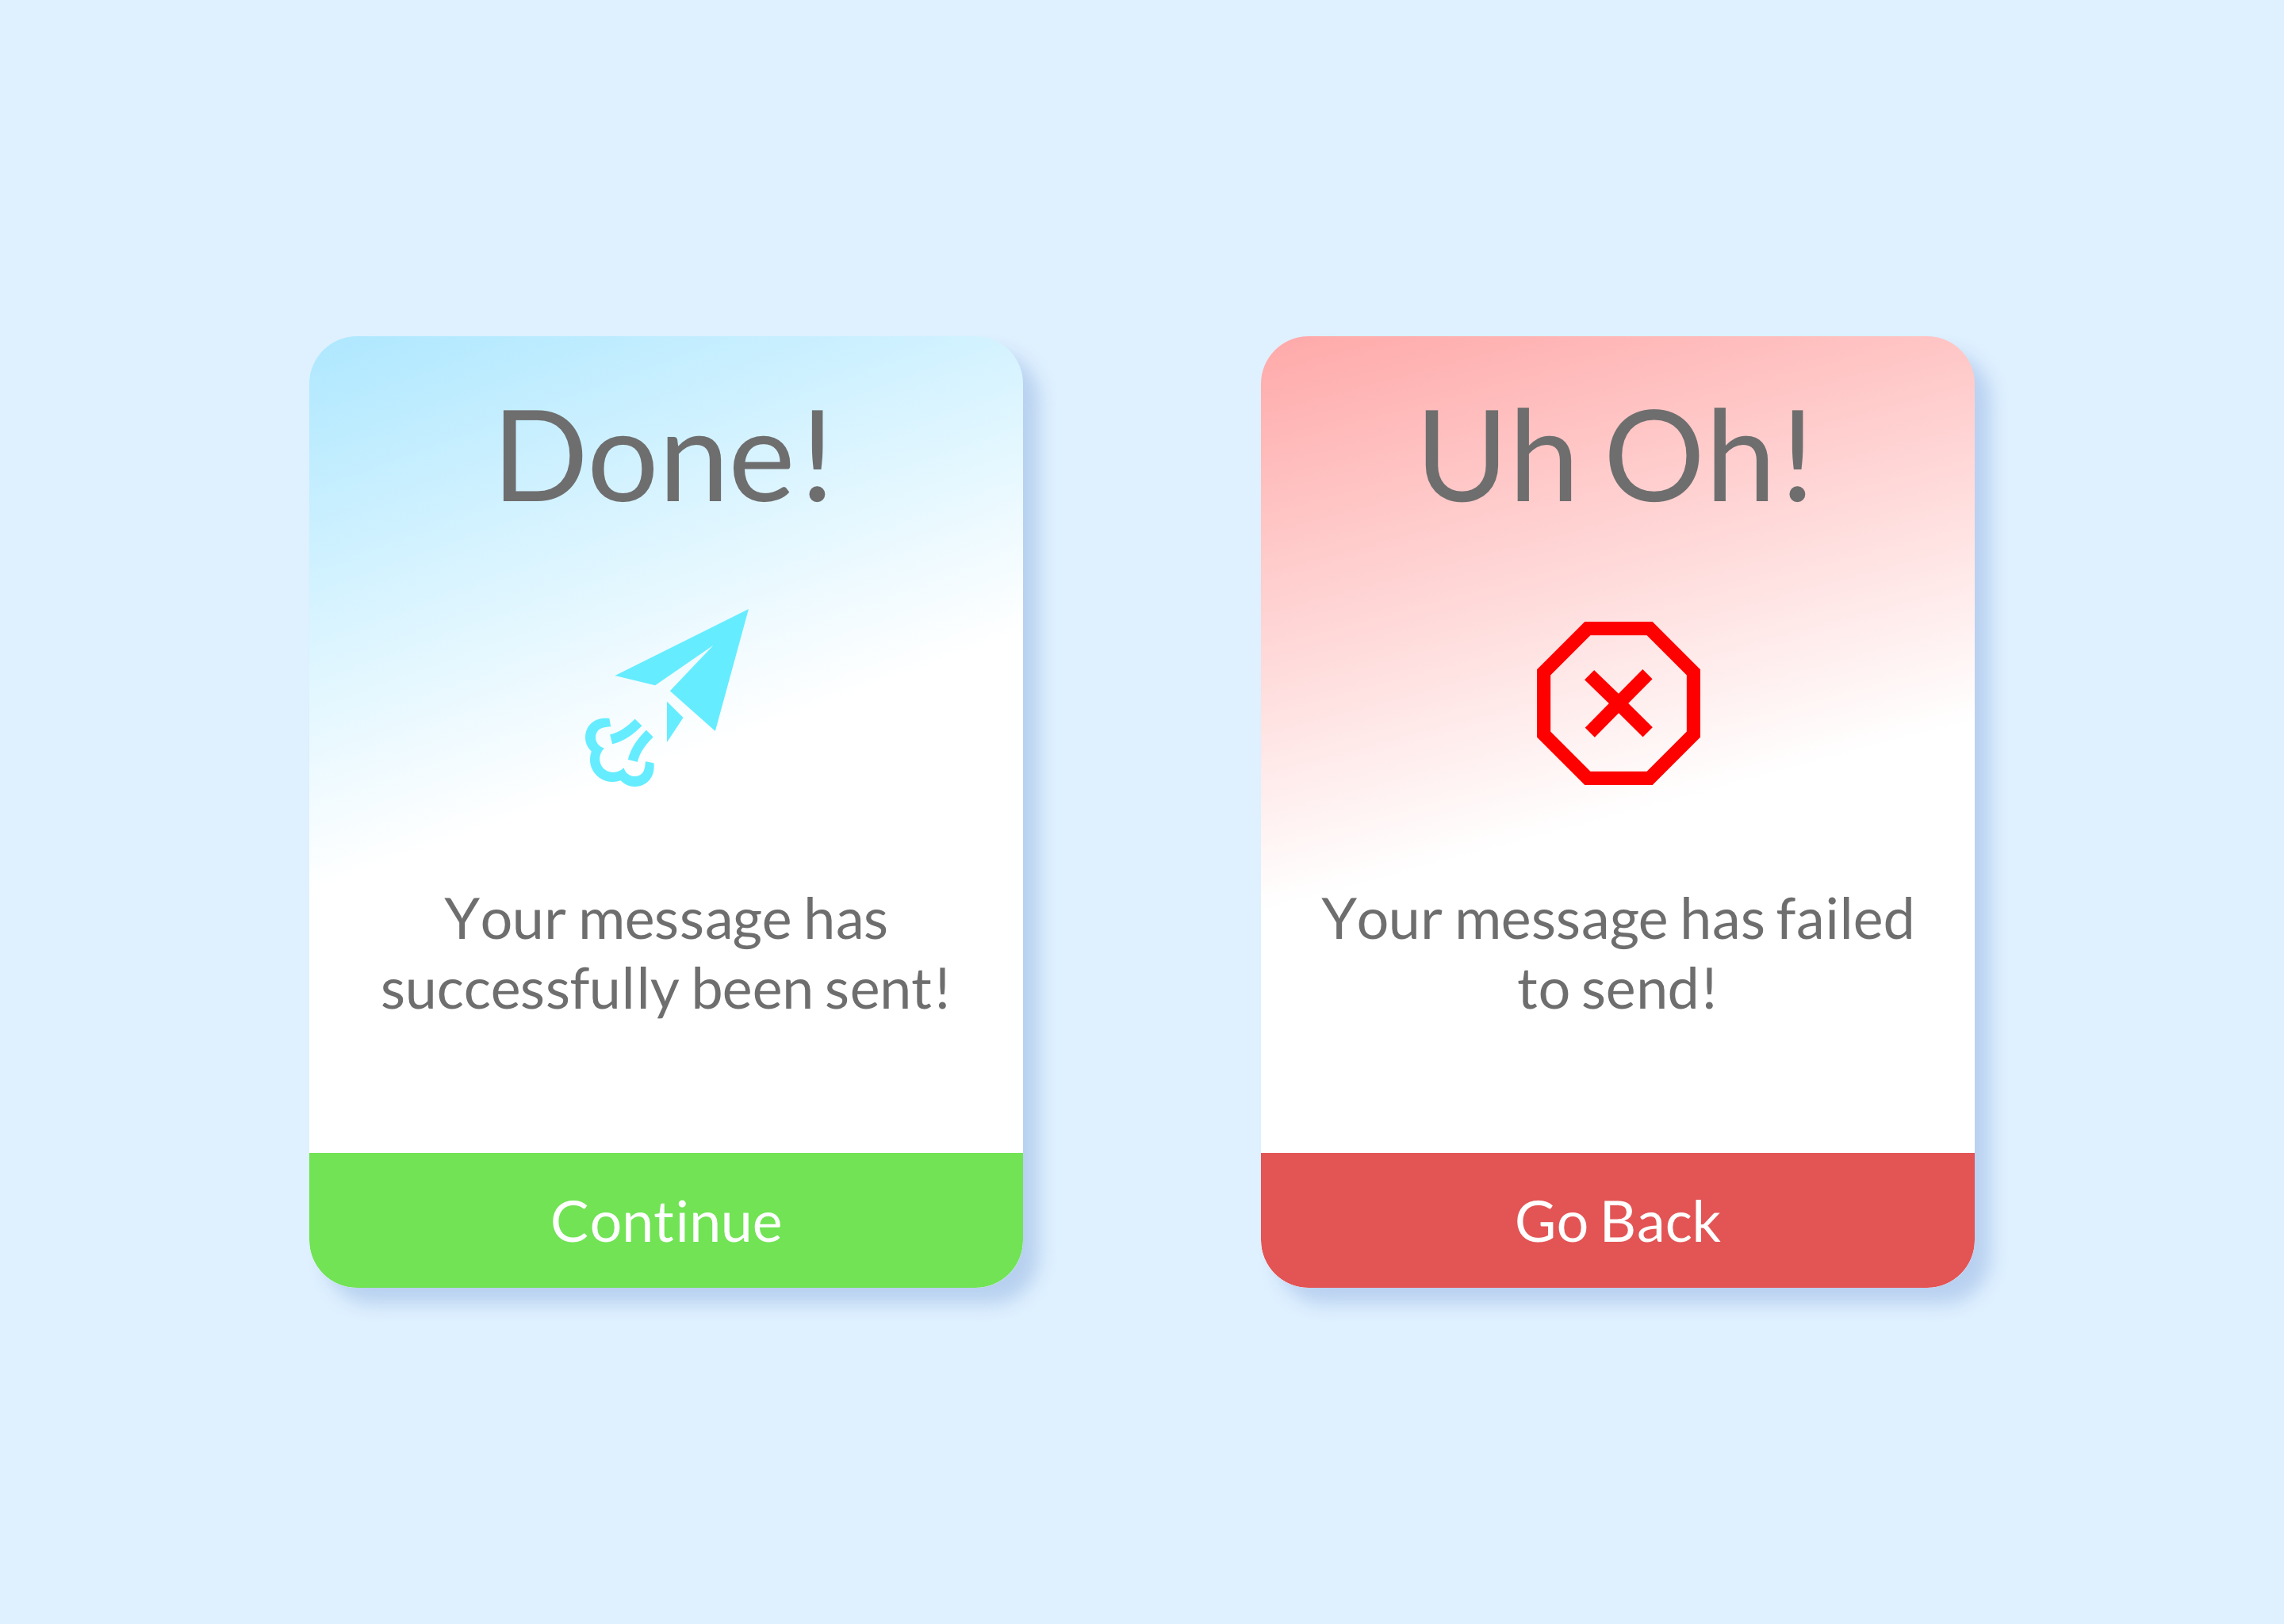 Done!
Your message has
successfully been sent!
Continue
Uh Oh!
Your message has failed
to send!
Go Back